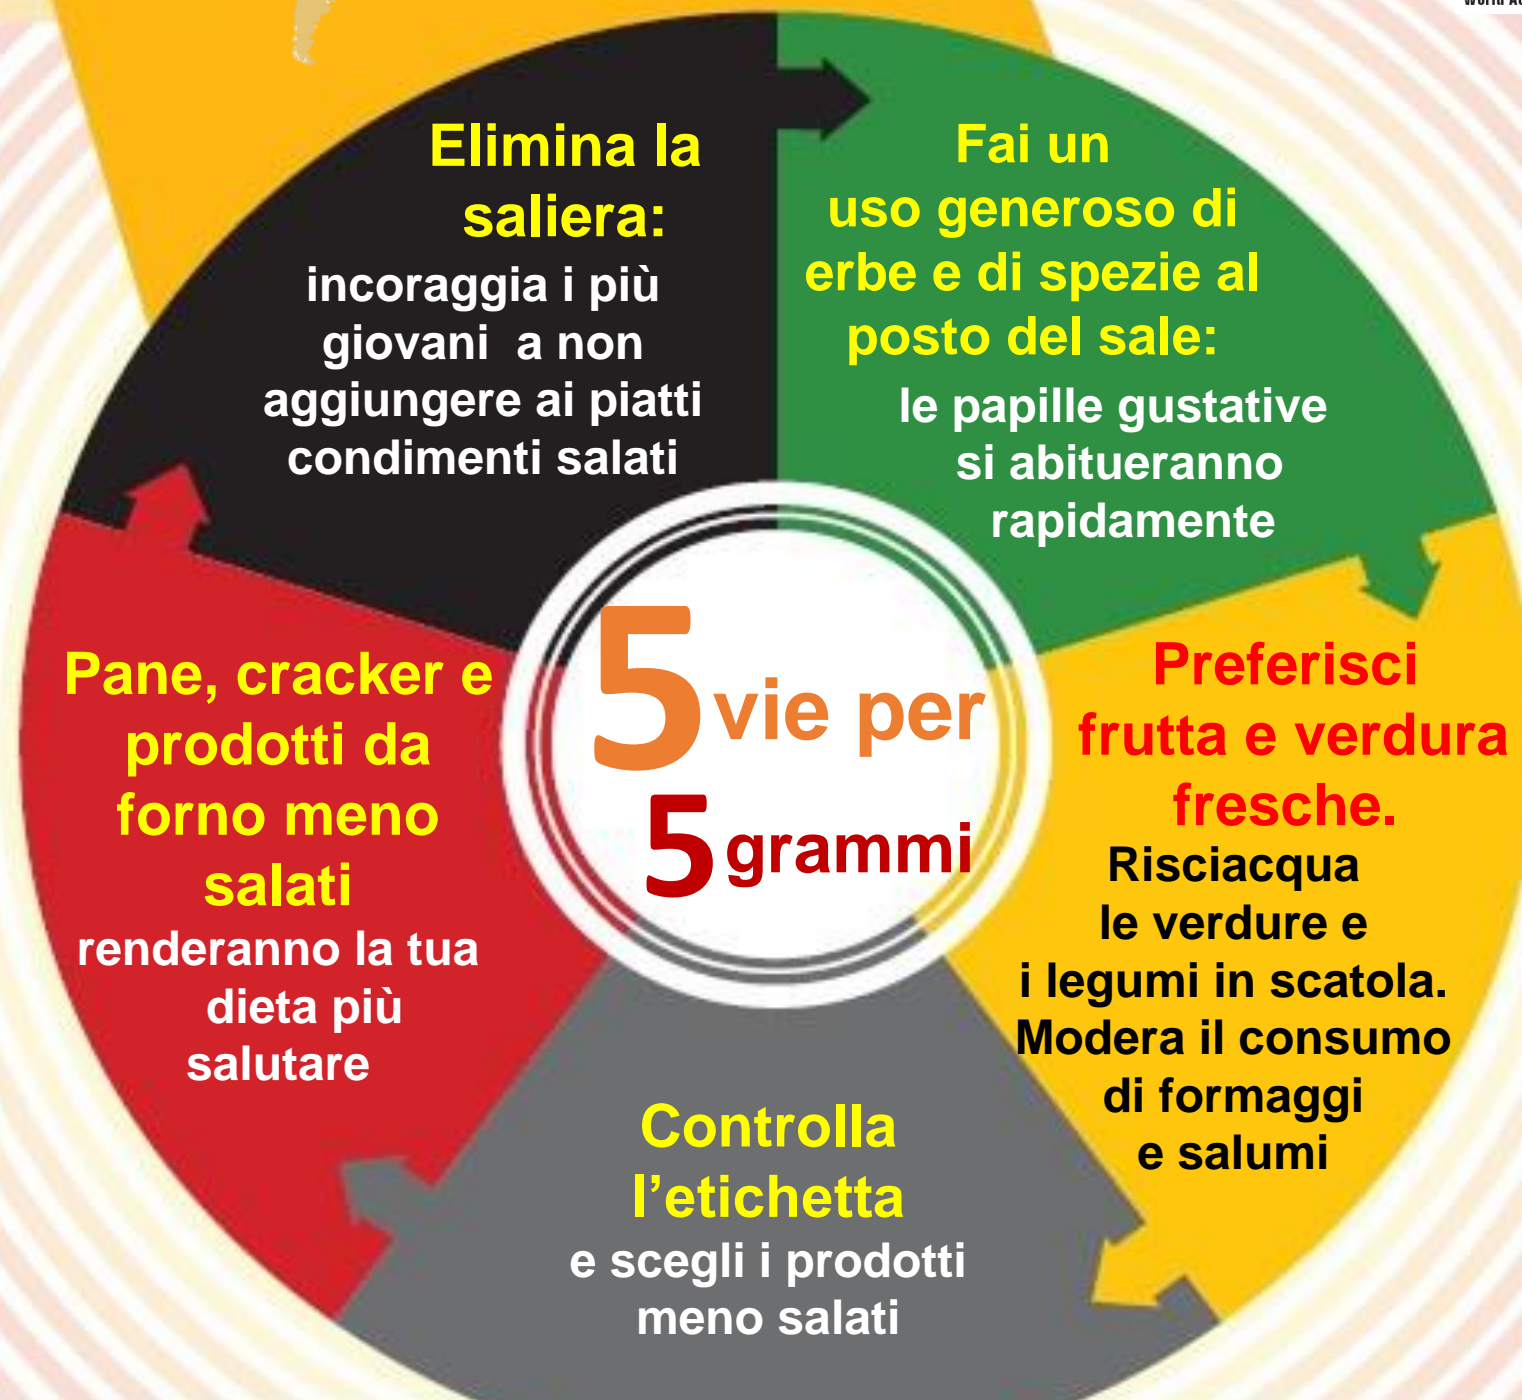 Elimina la
saliera:
incoraggia i più
giovani a non
aggiungere ai piatti
condimenti salati
Fai un
uso generoso di
erbe e di spezie al
posto del sale:
le papille gustative
si abitueranno
rapidamente
Preferisci
frutta e verdura
fresche.
Risciacqua
le verdure e
i legumi in scatola.
Modera il consumo
di formaggi
e salumi
Controlla
l’etichetta
e scegli i prodotti
meno salati
Pane, cracker e
prodotti da
forno meno
salati
renderanno la tua
dieta più
salutare
5 vie per
5 grammi